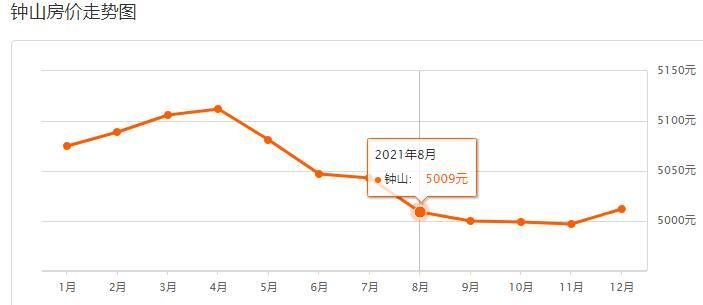 钟山房价走势图
5150元
5100元
5050元
5000元
2021年8月
钟山: 5009元
1月 2月 3月 4月 5月 6月 7月 8月 9月 10月 11月 12月